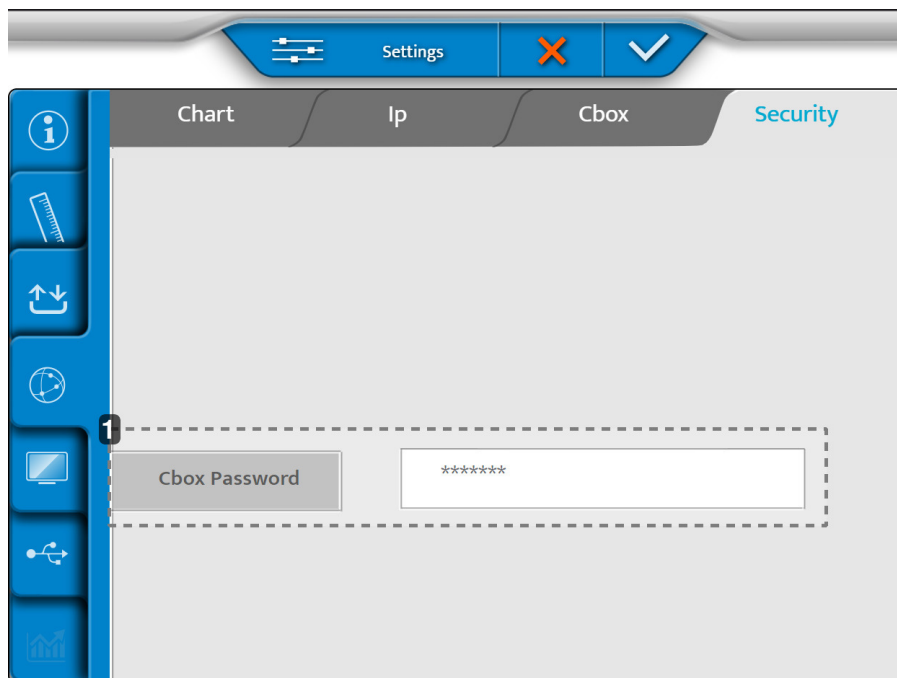 Settings
Chart
Ip
Cbox
Security
1
Cbox Password
*******